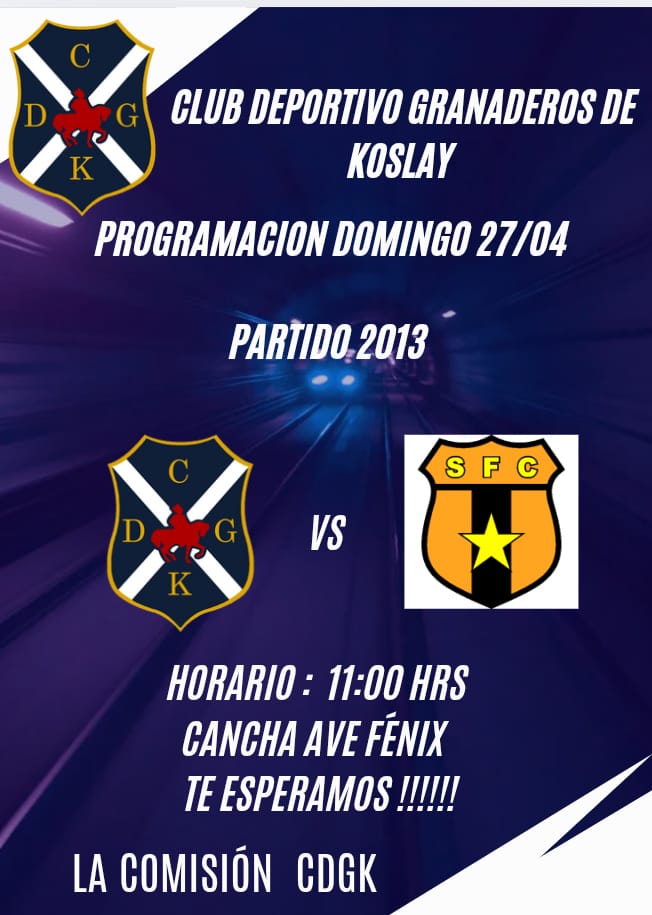 C
D G
K
CLUB DEPORTIVO GRANADEROS DE
KOSLAY
PROGRAMACION DOMINGO 27/04
PARTIDO 2013
C
D G
K
VS
S F C
HORARIO : 11:00 HRS
CANCHA AVE FÉNIX
TE ESPERAMOS !!!!!!
LA COMISIÓN CDGK